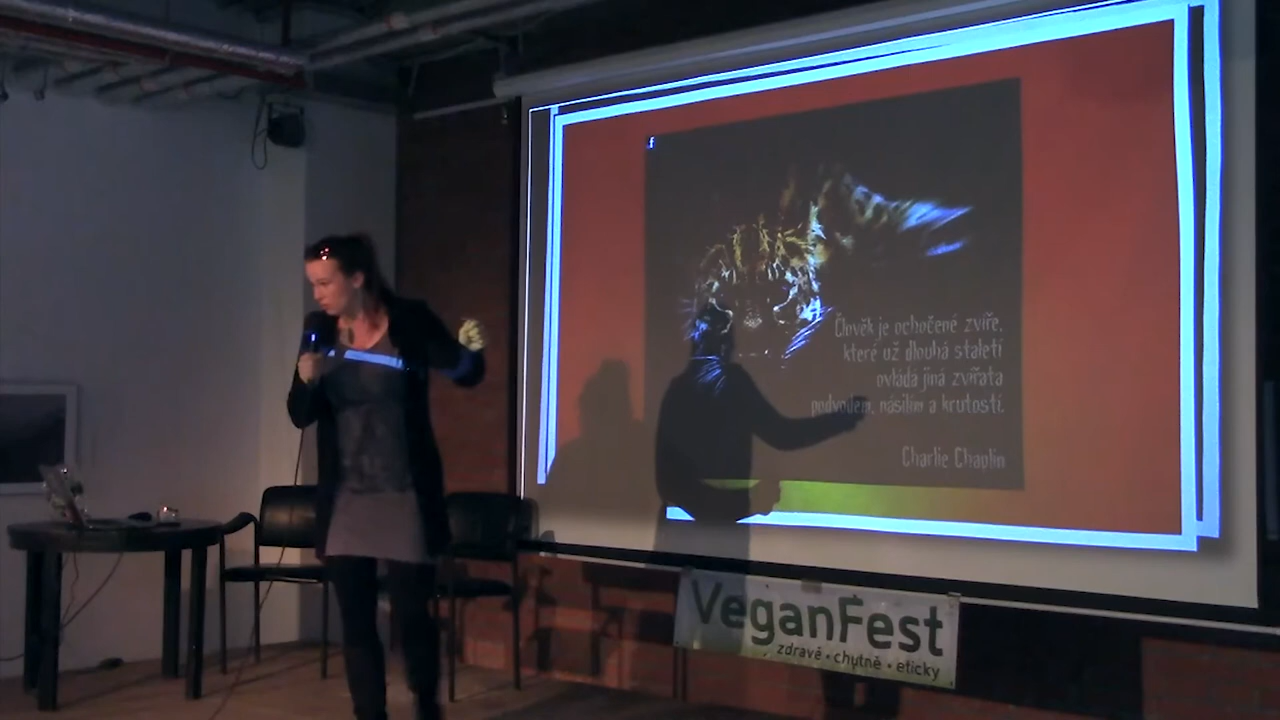 f
Člověk je ochočené zvíře,
které už dlouhá staletí
ovládá jiná zvířata
podvodem, násilím a krutostí.
Charlie Chaplin
VeganFest
zdravě • chutně • eticky